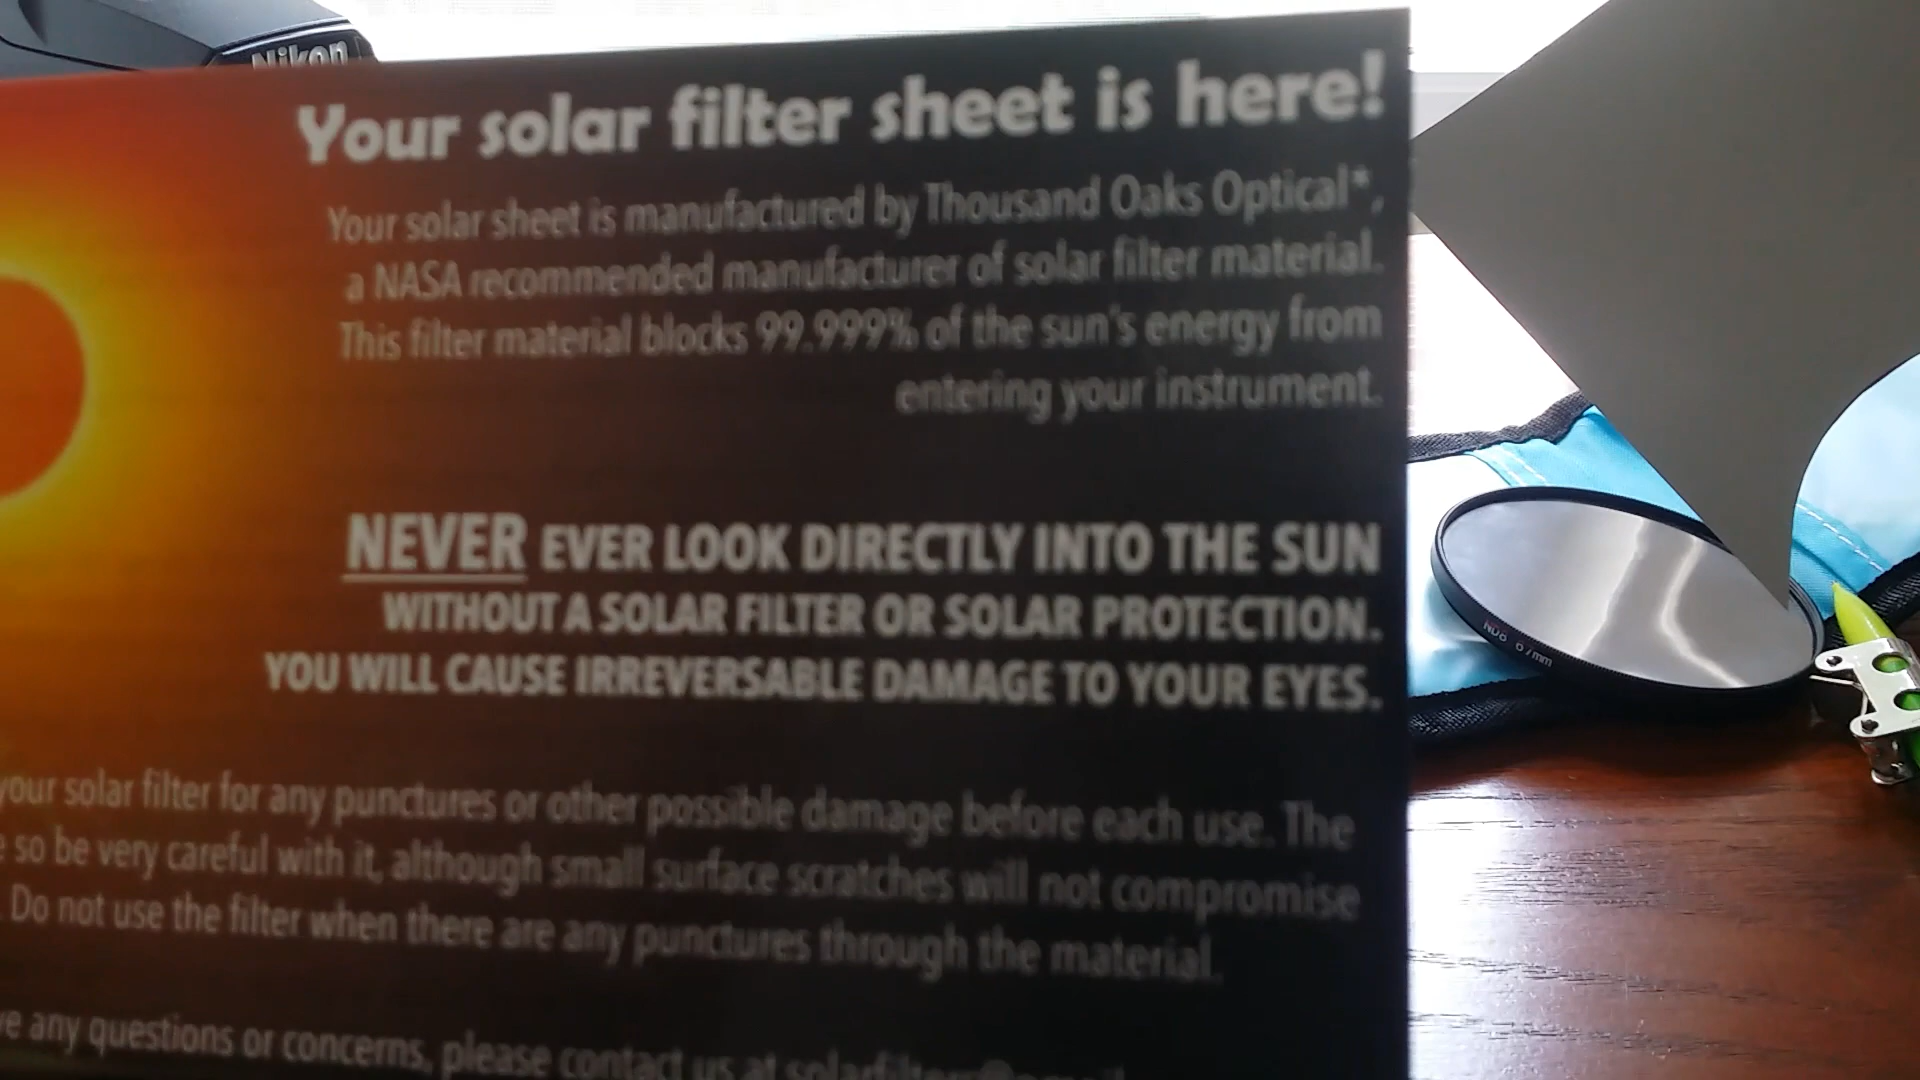 Nikon
Your solar filter sheet is here!
Your solar sheet is manufactured by Thousand Oaks Optical*,
a NASA recommended manufacturer of solar filter material.
This filter material blocks 99.999% of the sun's energy from
entering your instrument.
NEVER EVER LOOK DIRECTLY INTO THE SUN
WITHOUT A SOLAR FILTER OR SOLAR PROTECTION.
YOU WILL CAUSE IRREVERSABLE DAMAGE TO YOUR EYES.
your solar filter for any punctures or other possible damage before each use. The
so be very careful with it, although small surface scratches will not compromise
. Do not use the filter when there are any punctures through the material.
any questions or concerns, please contact us at
ND8 67mm